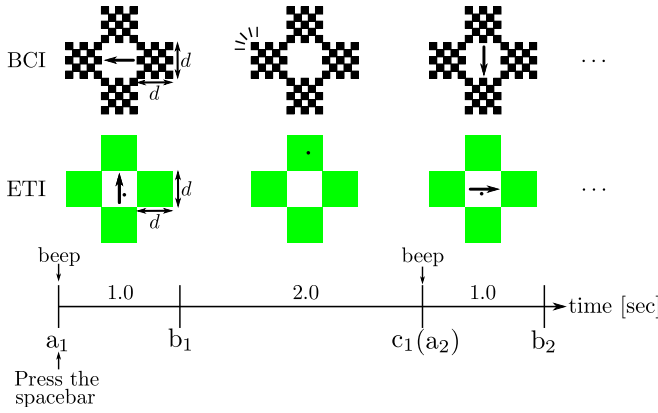 BCI
d
d
. . .
ETI
d
d
. . .
beep
beep
1.0
2.0
1.0
time [sec]
a1
b1
c1(a2)
b2
Press the
spacebar